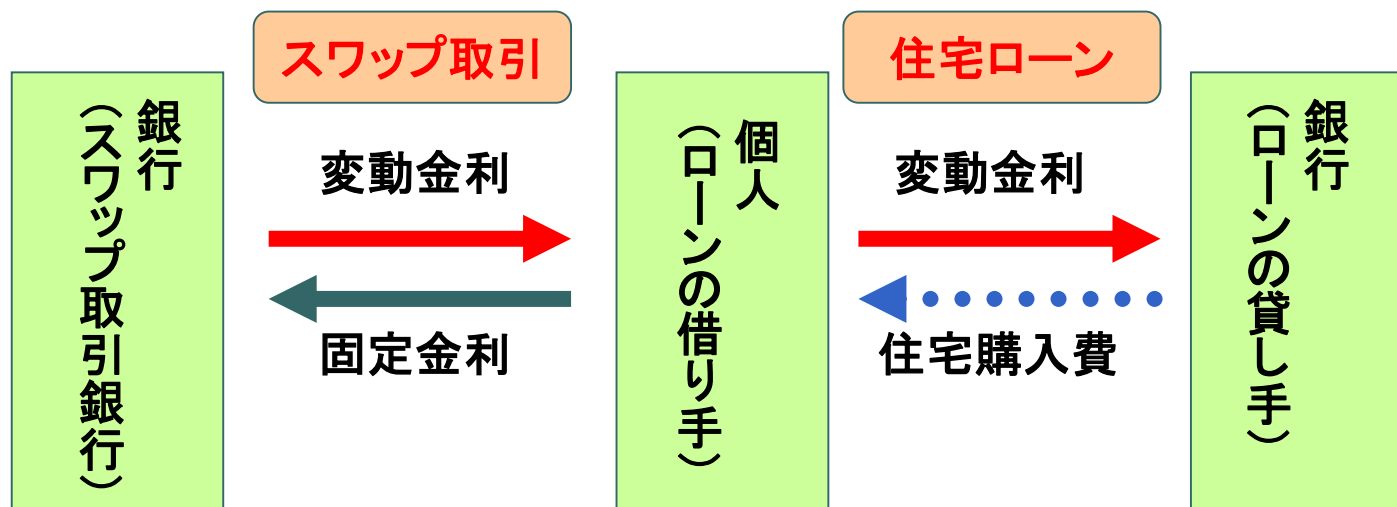 スワップ取引
住宅ローン
銀行
（スワップ取引銀行）
変動金利
固定金利
個人
（ローンの借り手）
変動金利
住宅購入費
銀行
（ローンの貸し手）